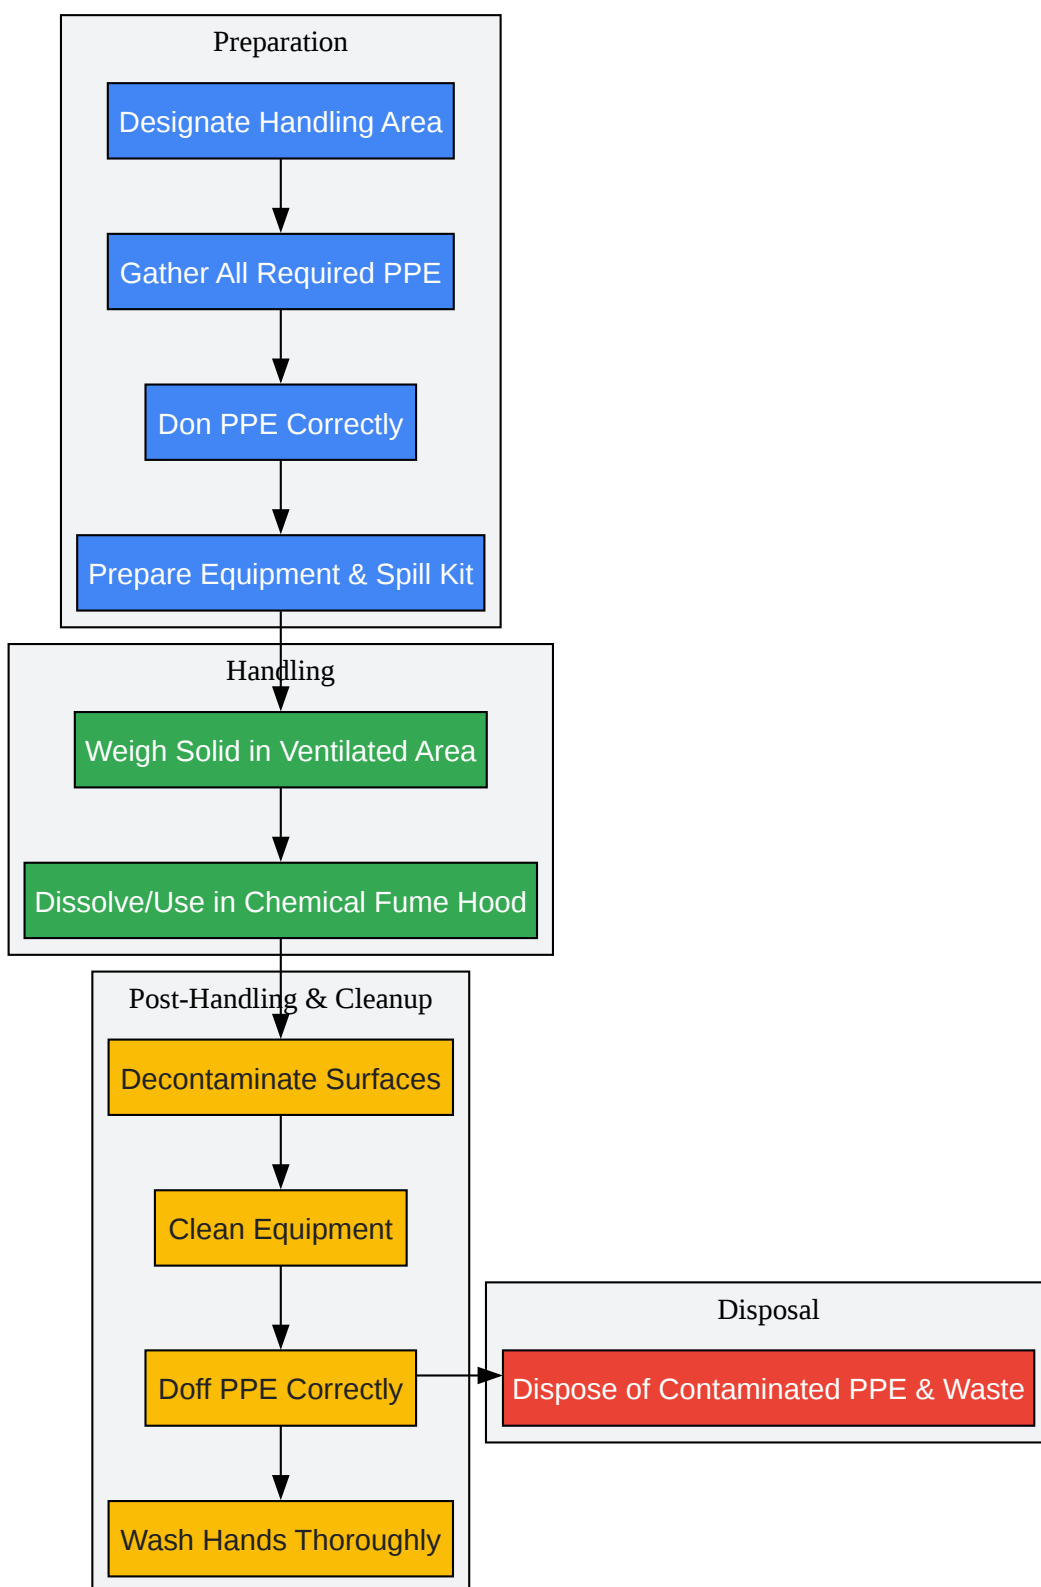 Preparation
Designate Handling Area
Gather All Required PPE
Don PPE Correctly
Prepare Equipment & Spill Kit
Handling
Weigh Solid in Ventilated Area
Dissolve/Use in Chemical Fume Hood
Post-Handling & Cleanup
Decontaminate Surfaces
Clean Equipment
Doff PPE Correctly
Wash Hands Thoroughly
Disposal
Dispose of Contaminated PPE & Waste